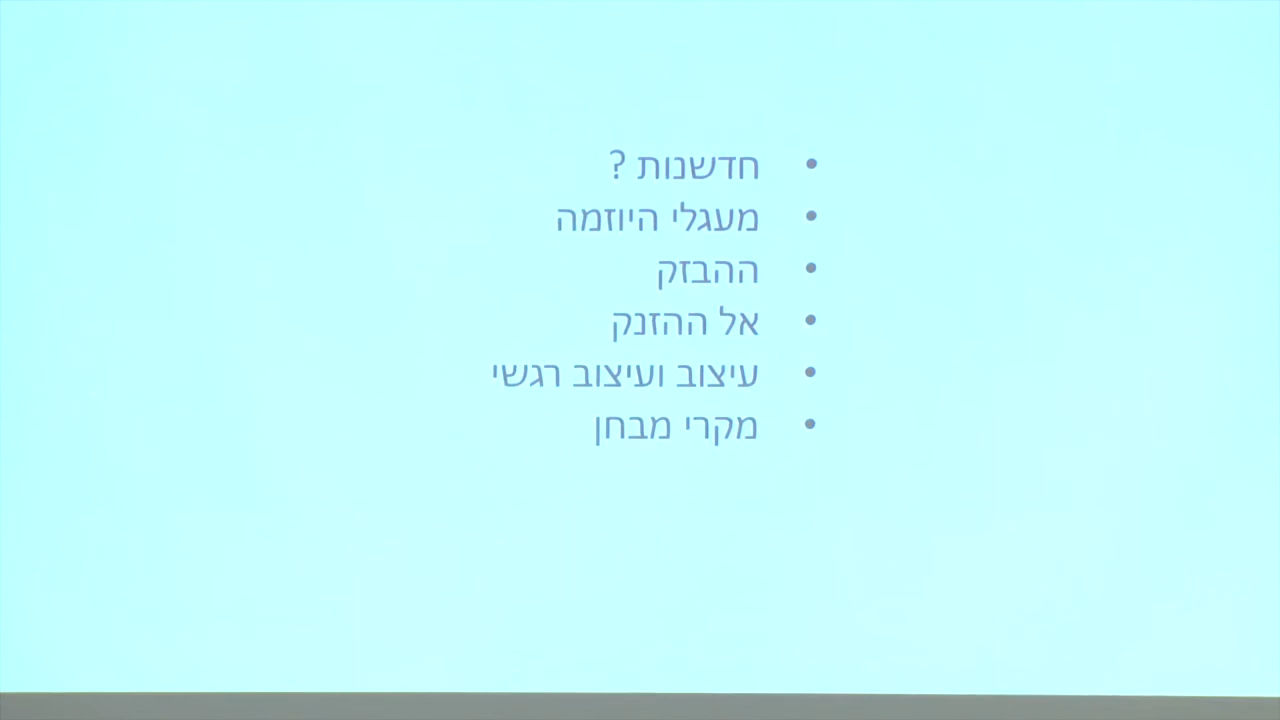 • חדשנות ?
• מעגלי היוזמה
• ההבזק
• אל ההזנק
• עיצוב ועיצוב רגשי
• מקרי מבחן